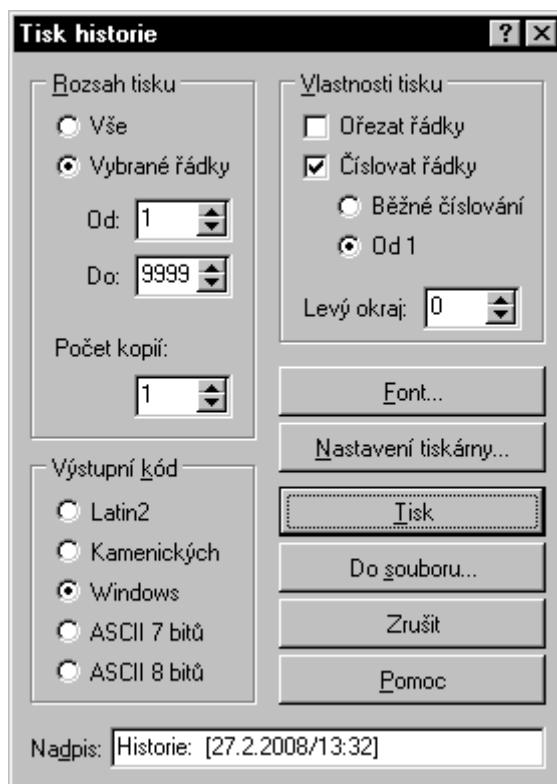 Tisk historie
Rozsah tisku
Vše
Vybrané řádky
Od: 1
Do: 9999
Počet kopií:
1
Vlastnosti tisku
Ořezat řádky
Číslovat řádky
Běžné číslování
Od 1
Levý okraj: 0
Výstupní kód
Latin2
Kamenických
Windows
ASCII 7 bitů
ASCII 8 bitů
Font...
Nastavení tiskárny...
Tisk
Do souboru...
Zrušit
Pomoc
Nadpis: Historie: [27.2.2008/13:32]